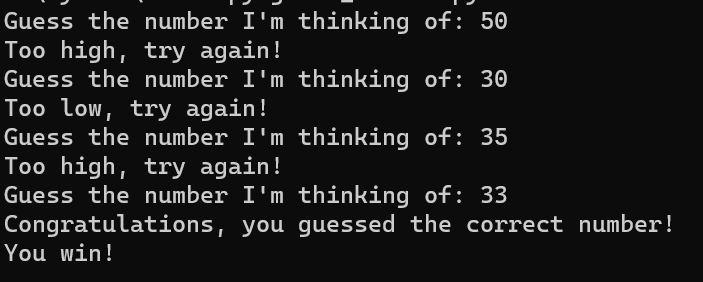 Guess the number I'm thinking of: 50
Too high, try again!
Guess the number I'm thinking of: 30
Too low, try again!
Guess the number I'm thinking of: 35
Too high, try again!
Guess the number I'm thinking of: 33
Congratulations, you guessed the correct number!
You win!